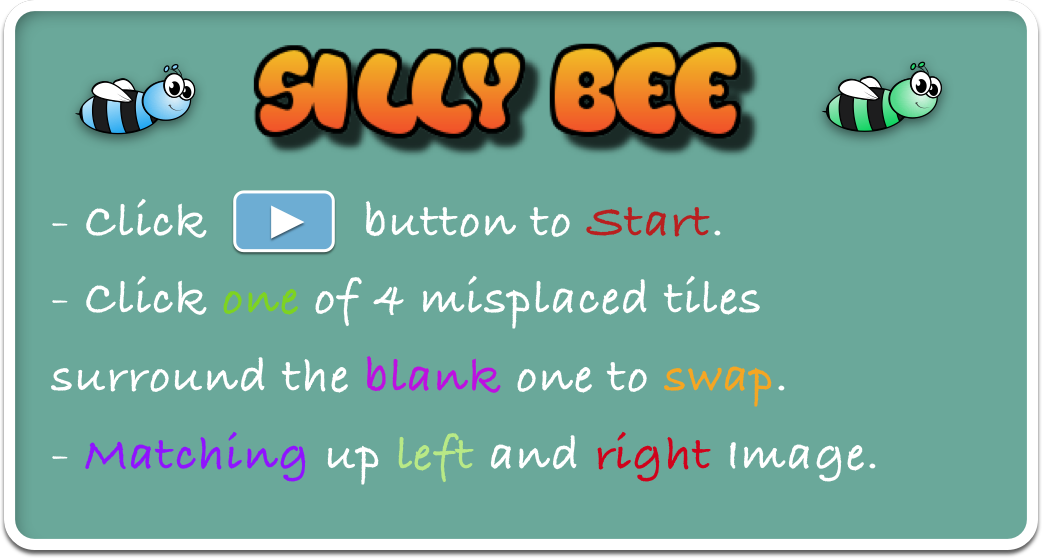 SILLY BEE
- Click button to Start.
- Click one of 4 misplaced tiles
surround the blank one to swap.
- Matching up left and right Image.